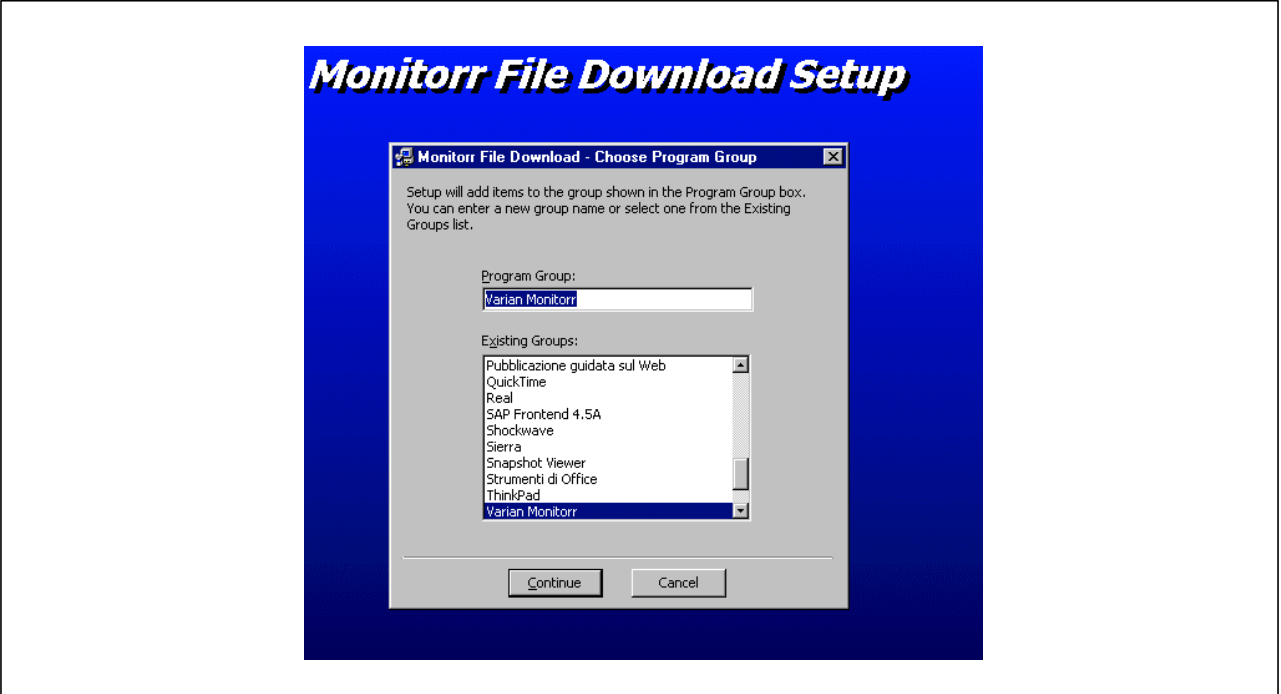 Monitorr File Download Setup
Monitorr File Download - Choose Program Group
Setup will add items to the group shown in the Program Group box.
You can enter a new group name or select one from the Existing
Groups list.
Program Group:
Varian Monitorr
Existing Groups:
Pubblicazione guidata sul Web
QuickTime
Real
SAP Frontend 4.5A
Shockwave
Sierra
Snapshot Viewer
Strumenti di Office
ThinkPad
Varian Monitorr
Continue
Cancel